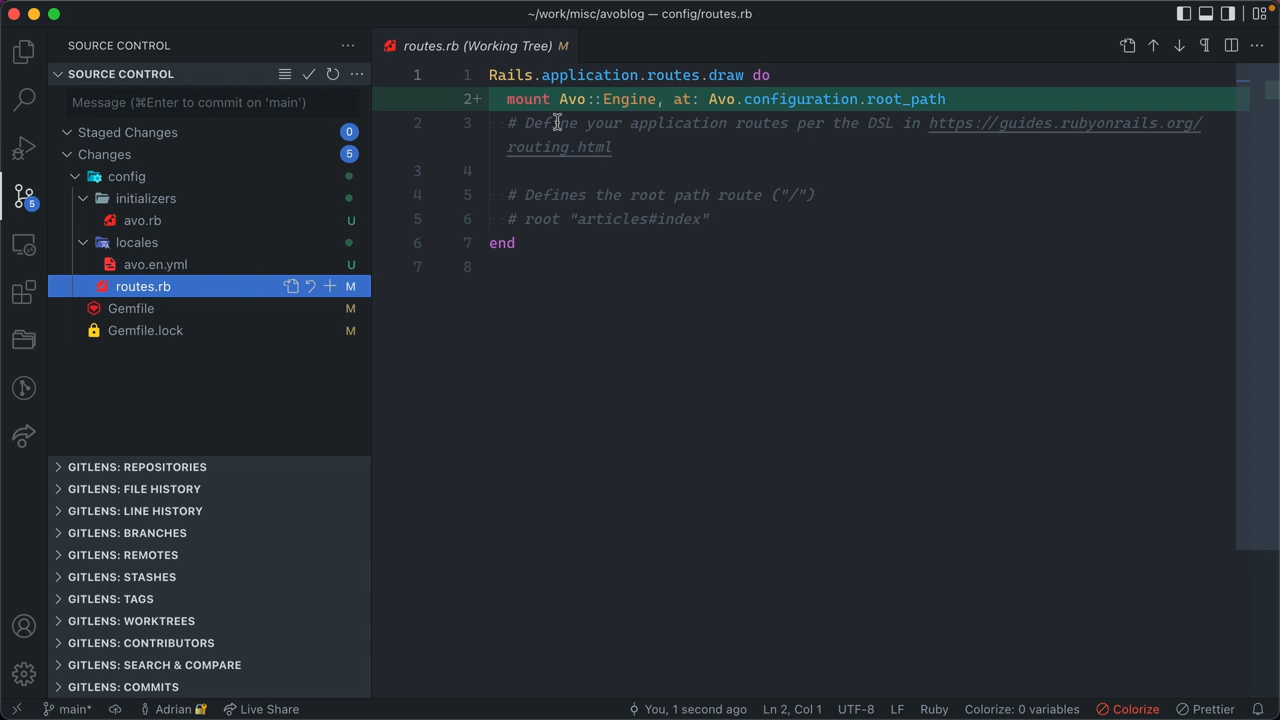 ~/work/misc/avoblog — config/routes.rb
SOURCE CONTROL
routes.rb (Working Tree) M
SOURCE CONTROL
Message (⌘Enter to commit on 'main')
Staged Changes 0
Changes 5
config
initializers
avo.rb U
locales
avo.en.yml U
routes.rb M
Gemfile M
Gemfile.lock M
5
GITLENS: REPOSITORIES
GITLENS: FILE HISTORY
GITLENS: LINE HISTORY
GITLENS: BRANCHES
GITLENS: REMOTES
GITLENS: STASHES
GITLENS: TAGS
GITLENS: WORKTREES
GITLENS: CONTRIBUTORS
GITLENS: SEARCH & COMPARE
GITLENS: COMMITS
1 1 Rails.application.routes.draw do
2+ mount Avo::Engine, at: Avo.configuration.root_path
2 3 # Define your application routes per the DSL in https://guides.rubyonrails.org/
routing.html
3 4
4 5 # Defines the root path route ("/")
5 6 # root "articles#index"
6 7 end
7 8
main* Adrian🔐 Live Share You, 1 second ago Ln 2, Col 1 UTF-8 LF Ruby Colorize: 0 variables Colorize Prettier